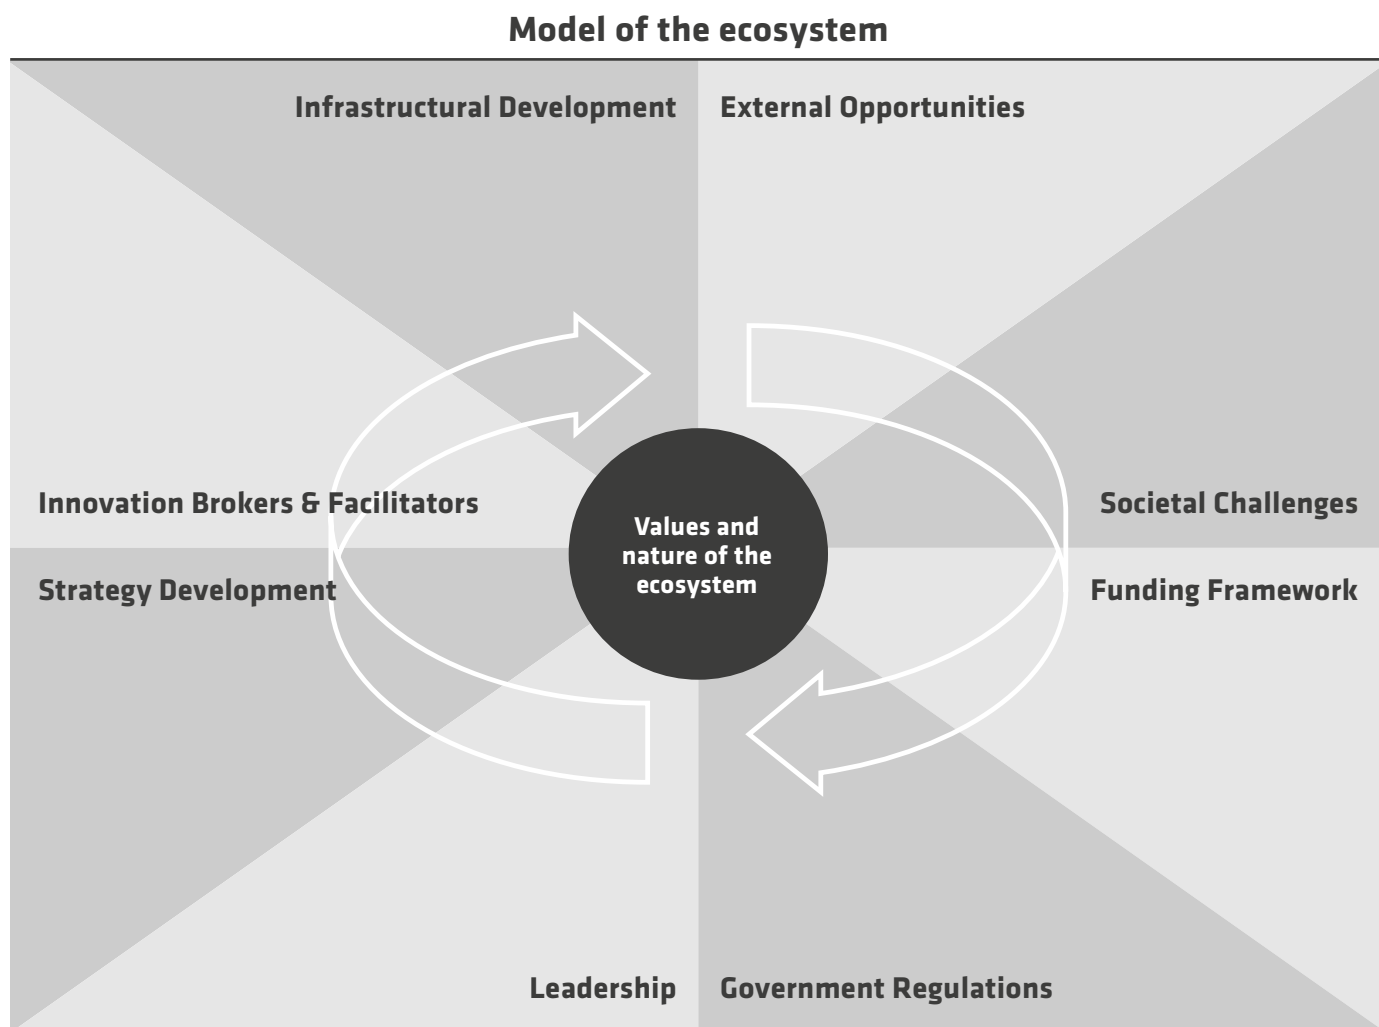 Model of the ecosystem
Infrastructural Development
External Opportunities
Innovation Brokers & Facilitators
Societal Challenges
Values and
nature of the
ecosystem
Strategy Development
Funding Framework
Leadership
Government Regulations